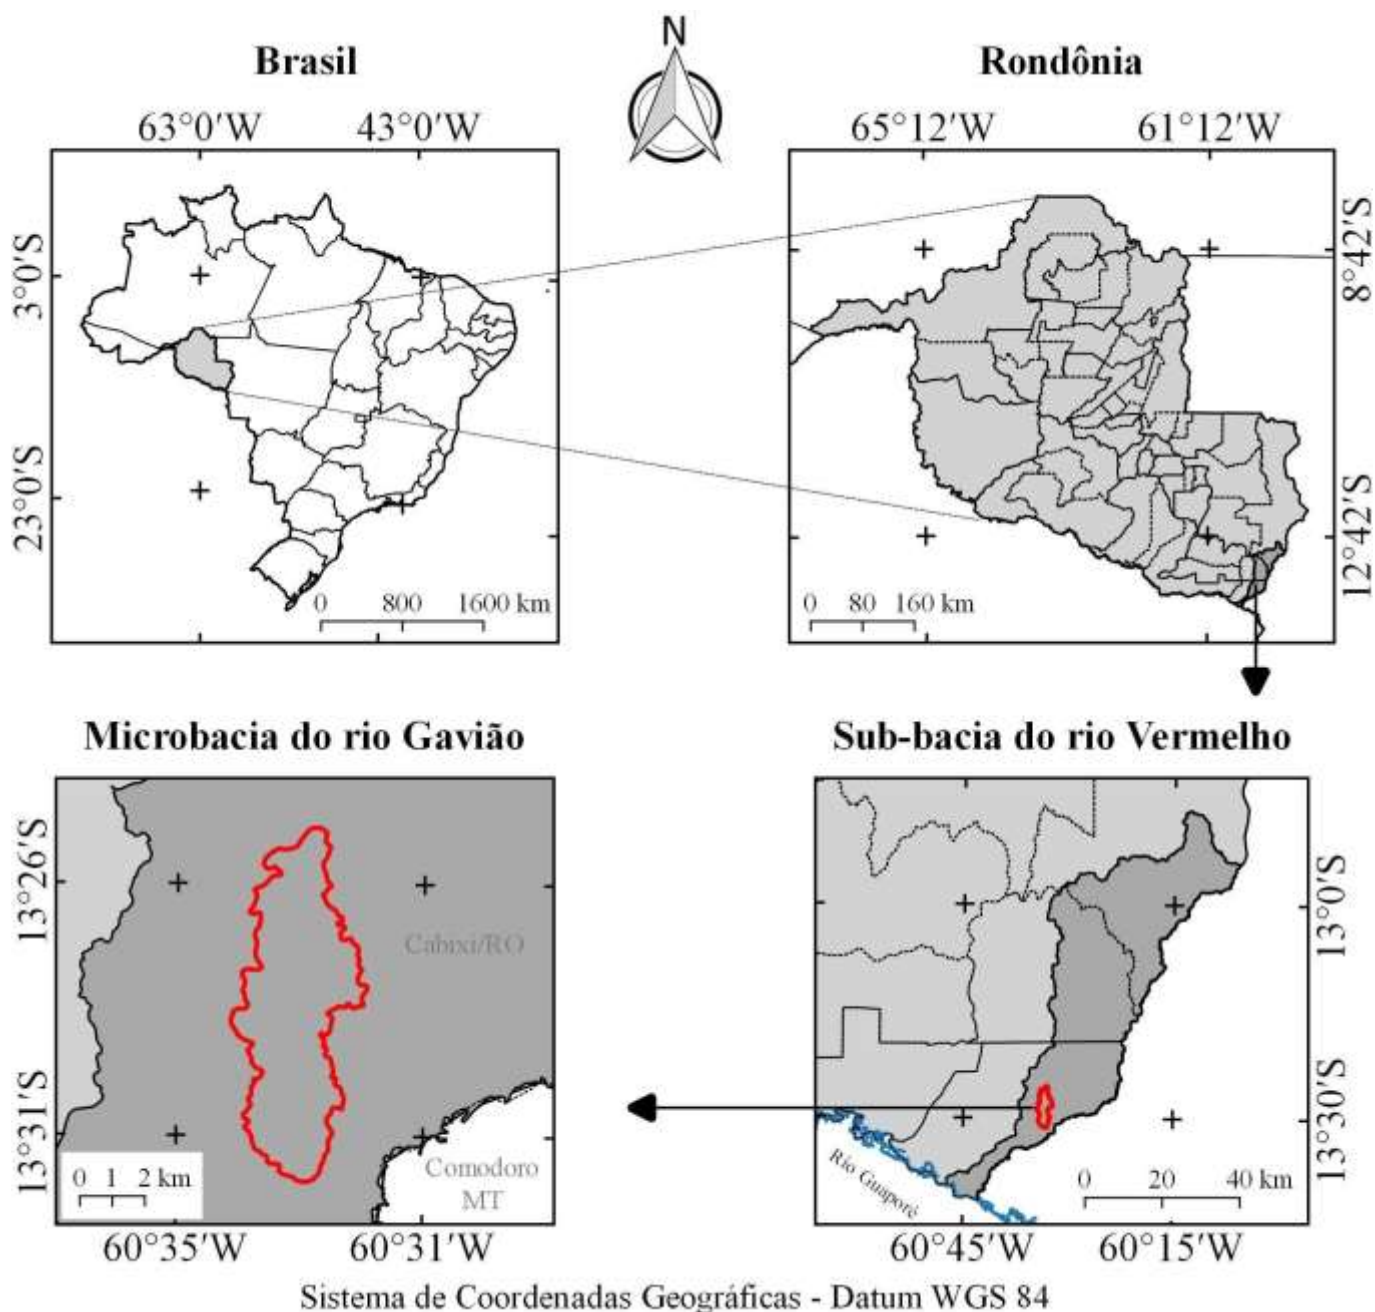 N
Brasil
63°0'W 43°0'W
3°0'S
23°0'S
0 800 1600 km
Rondônia
65°12'W 61°12'W
8°42'S
12°42'S
0 80 160 km
Microbacia do rio Gavião
13°26'S
13°31'S
Cabixi/RO
Comodoro
MT
0 1 2 km
60°35'W 60°31'W
Sub-bacia do rio Vermelho
13°0'S
13°30'S
Rio Guaporé
0 20 40 km
60°45'W 60°15'W
Sistema de Coordenadas Geográficas - Datum WGS 84